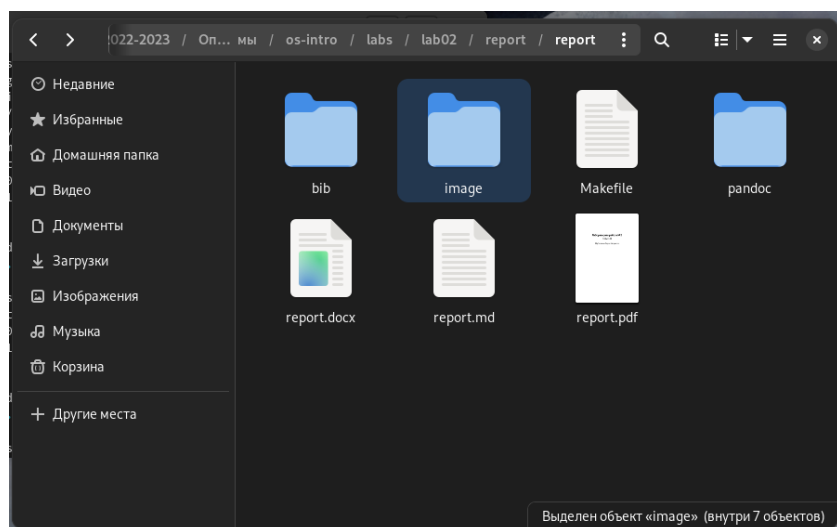 022-2023 / Оп... мы / os-intro / labs / lab02 / report / report
Недавние
Избранные
Домашняя папка
Видео
Документы
Загрузки
Изображения
Музыка
Корзина
Другие места
bib image Makefile pandoc
report.docx report.md report.pdf
Выделен объект «image» (внутри 7 объектов)